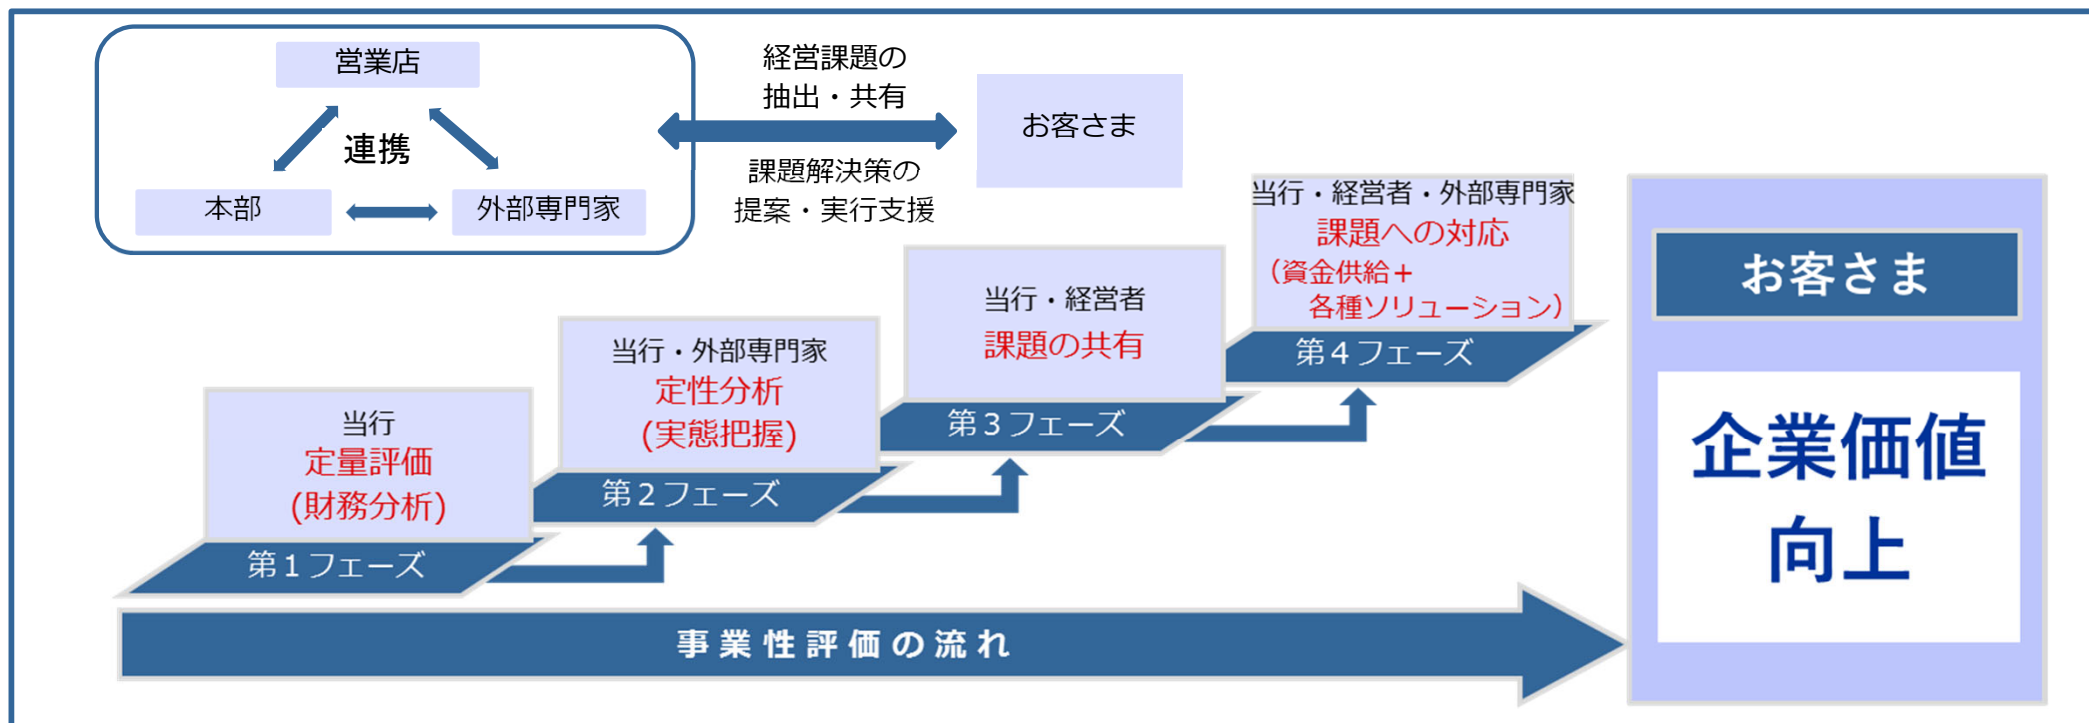 営業店
連携
本部
外部専門家
経営課題の
抽出・共有
課題解決策の
提案・実行支援
お客さま
当行
定量評価
(財務分析)
第1フェーズ
当行・外部専門家
定性分析
(実態把握)
第2フェーズ
当行・経営者
課題の共有
第3フェーズ
当行・経営者・外部専門家
課題への対応
（資金供給＋
各種ソリューション）
第4フェーズ
事業性評価の流れ
お客さま
企業価値
向上